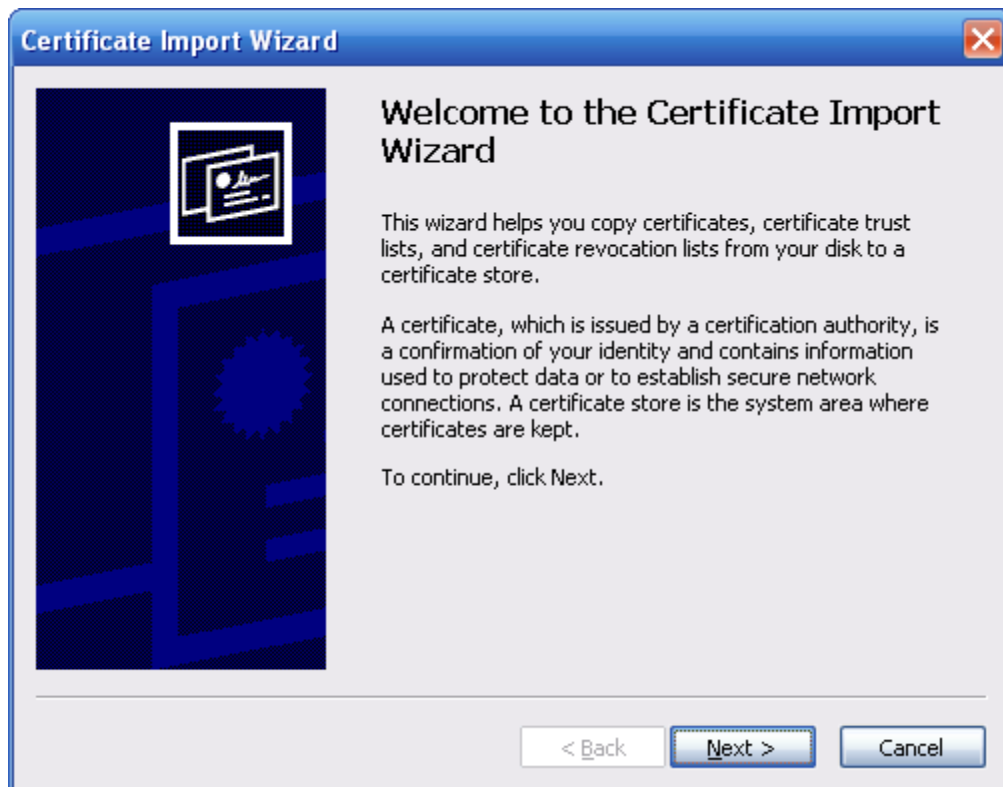 Certificate Import Wizard
Welcome to the Certificate Import
Wizard
This wizard helps you copy certificates, certificate trust
lists, and certificate revocation lists from your disk to a
certificate store.
A certificate, which is issued by a certification authority, is
a confirmation of your identity and contains information
used to protect data or to establish secure network
connections. A certificate store is the system area where
certificates are kept.
To continue, click Next.
< Back
Next >
Cancel